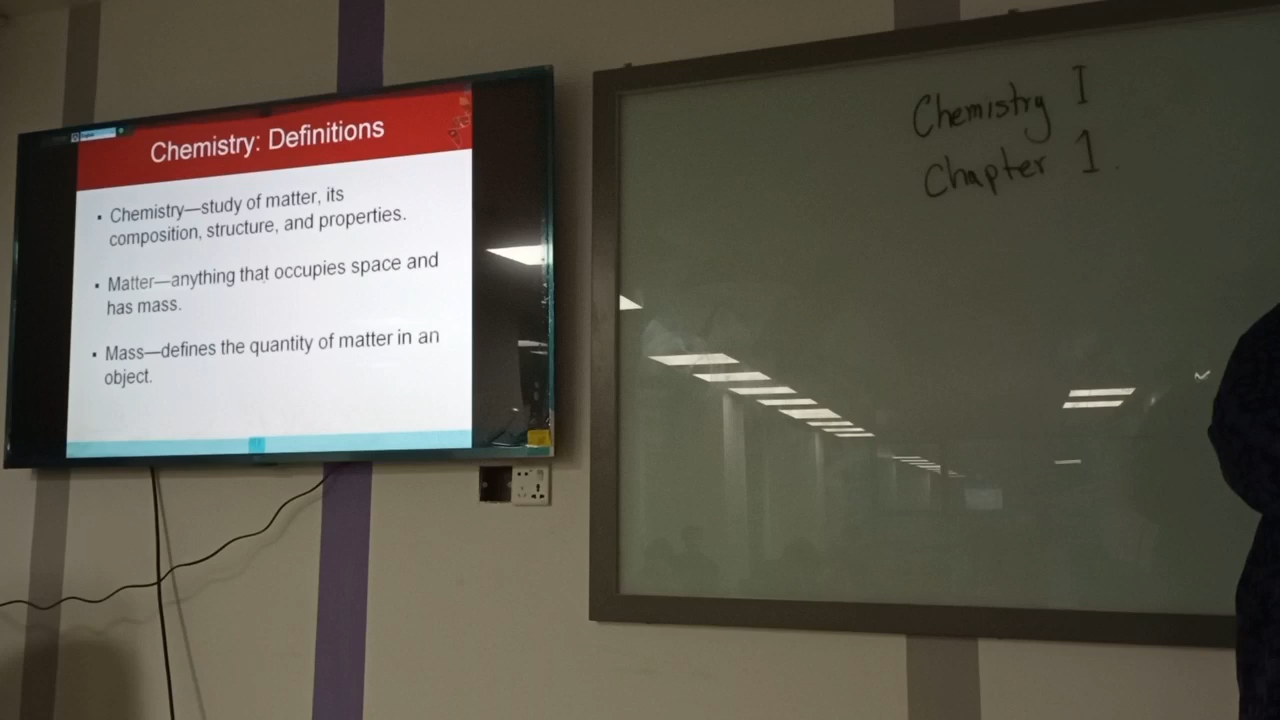 Chemistry: Definitions
▪ Chemistry—study of matter, its
composition, structure, and properties.
▪ Matter—anything that occupies space and
has mass.
▪ Mass—defines the quantity of matter in an
object.
Chemistry I
Chapter 1.